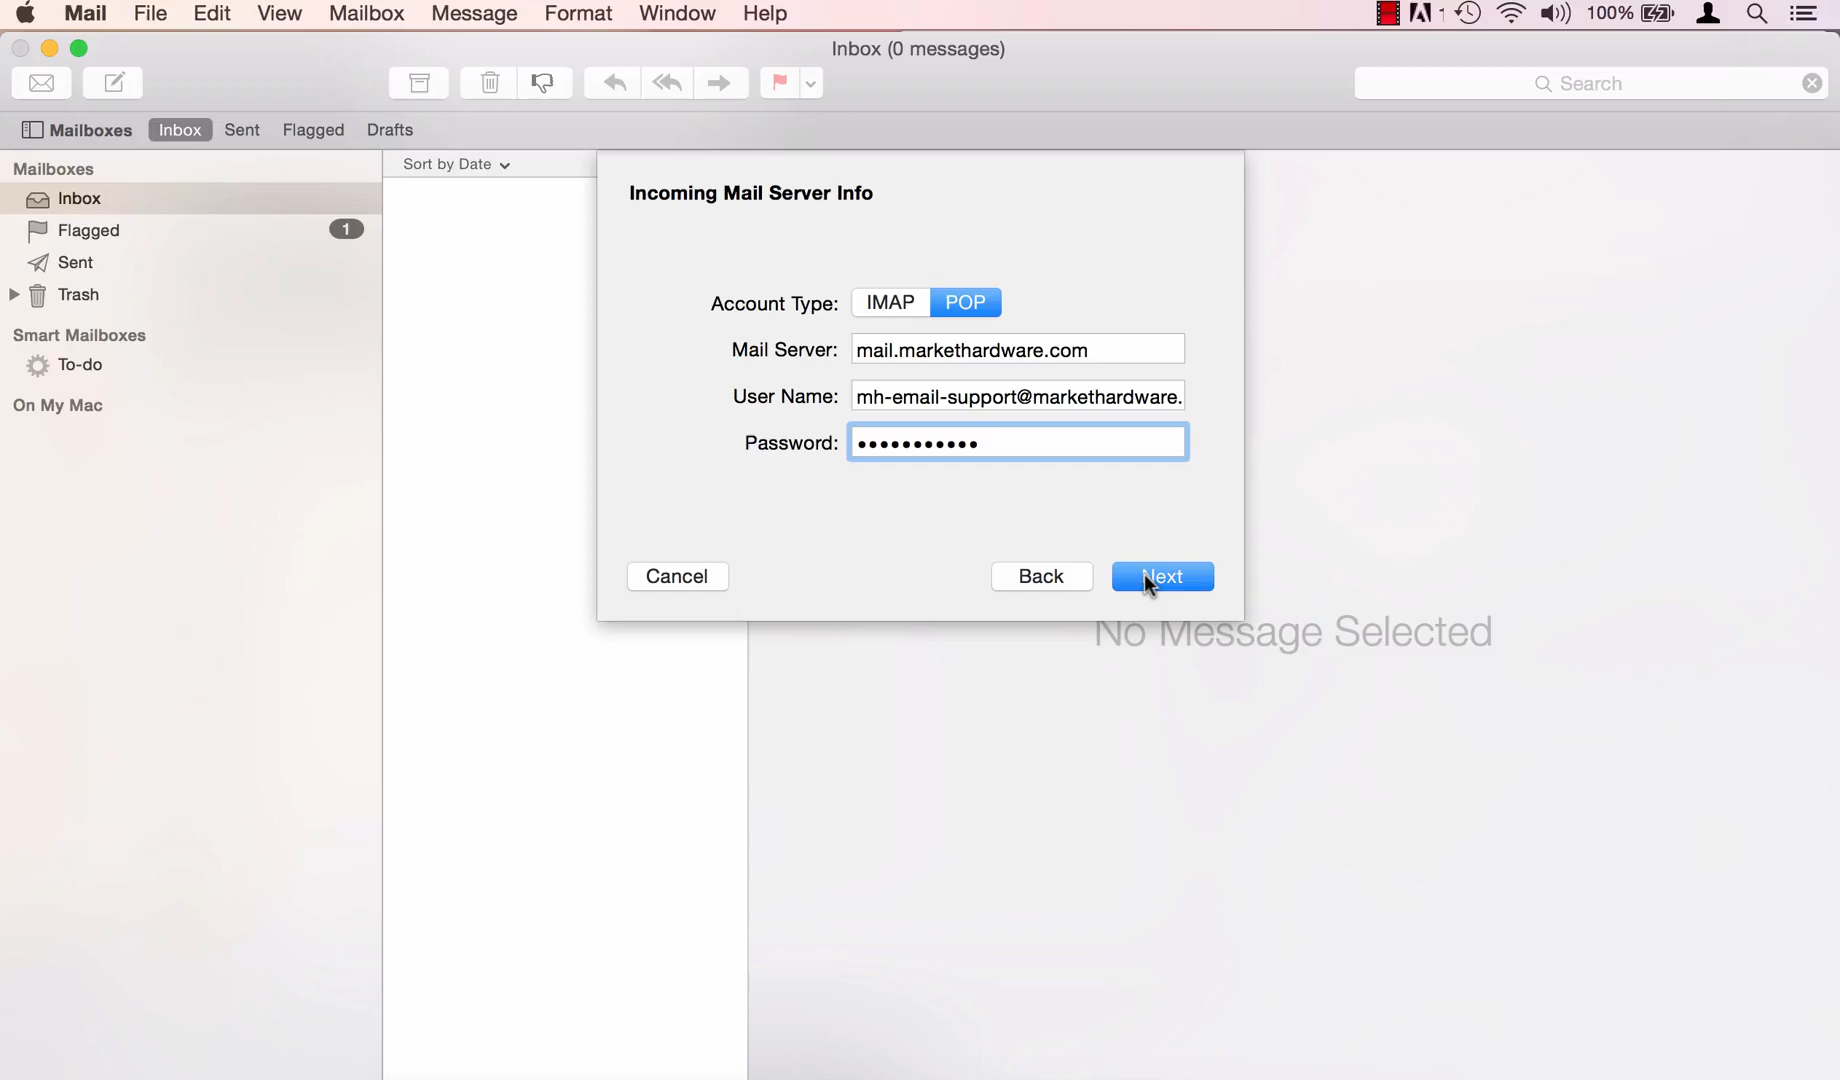 Mail File Edit View Mailbox Message Format Window Help 1 100%
Inbox (0 messages)
Search
Mailboxes Inbox Sent Flagged Drafts
Mailboxes
Inbox
Flagged 1
Sent
Trash
Smart Mailboxes
To-do
On My Mac
Sort by Date
Incoming Mail Server Info
Account Type: IMAP POP
Mail Server: mail.markethardware.com
User Name: mh-email-support@markethardware.
Password: •••••••••••
Cancel Back Next
No Message Selected